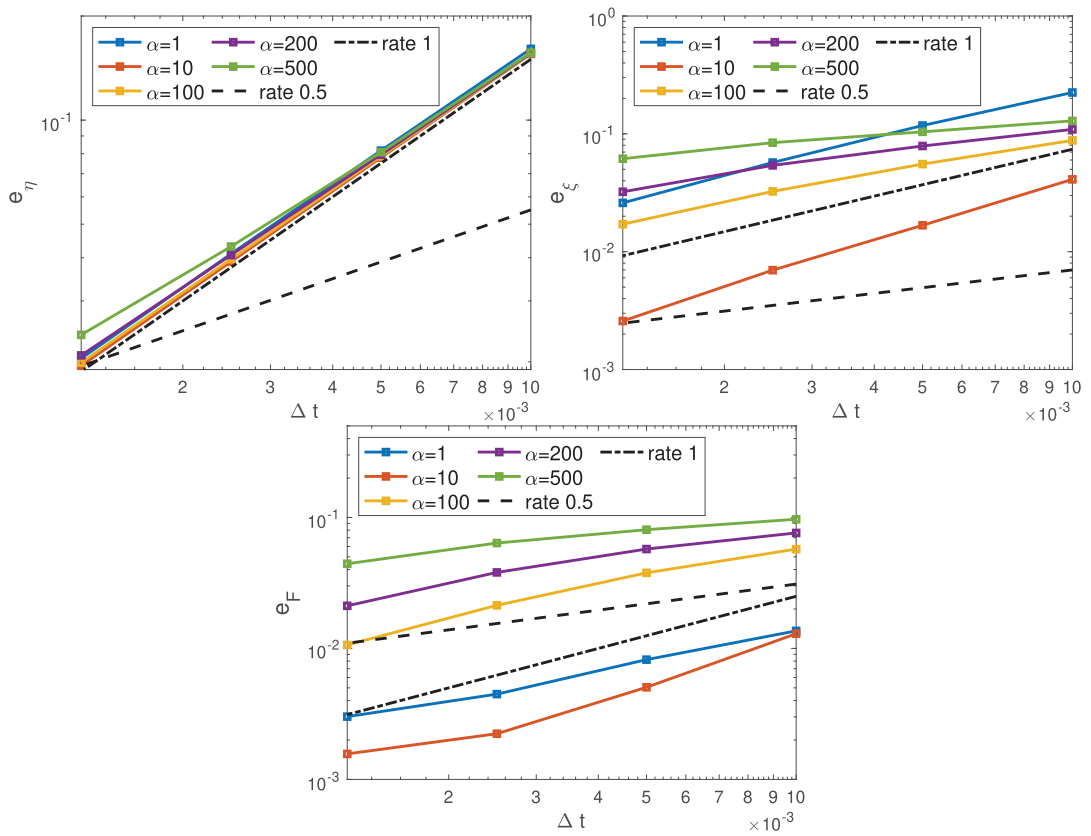 α=1 α=200 rate 1
α=10 α=500
α=100 rate 0.5
10⁻¹
e_η
2 3 4 5 6 7 8 9 10
Δ t ×10⁻³
α=1 α=200 rate 1
α=10 α=500
α=100 rate 0.5
10⁰
10⁻¹
10⁻²
10⁻³
e_ξ
2 3 4 5 6 7 8 9 10
Δ t ×10⁻³
α=1 α=200 rate 1
α=10 α=500
α=100 rate 0.5
10⁻¹
10⁻²
10⁻³
e_F
2 3 4 5 6 7 8 9 10
Δ t ×10⁻³